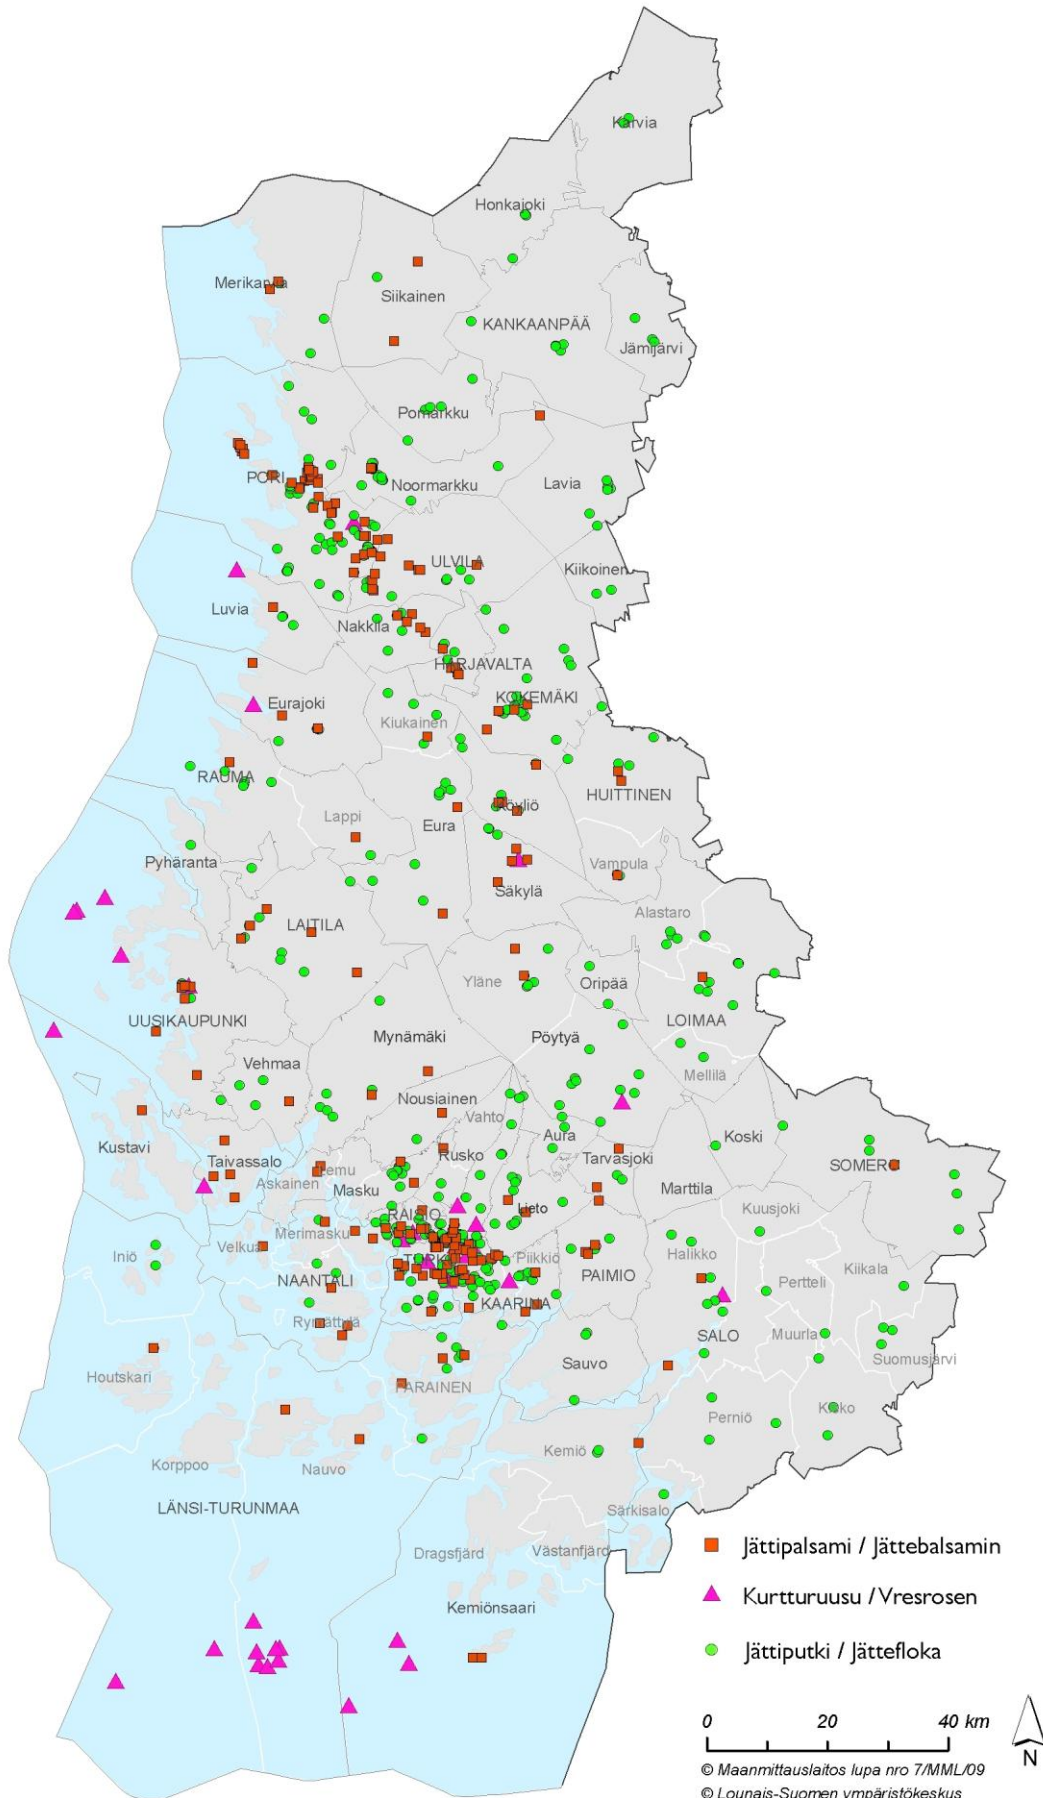 Karvia
Honkajoki
Merikarvia
Siikainen
KANKAANPÄÄ
Jämijärvi
Pomarkku
PORI
Noormarkku
Lavia
ULVILA
Kiikoinen
Luvia
Nakkila
HARJAVALTA
KOKEMÄKI
Eurajoki
Kiukainen
RAUMA
HUITTINEN
Köyliö
Lappi
Eura
Pyhäranta
Vampula
Säkylä
Alastaro
LAITILA
Yläne
Oripää
UUSIKAUPUNKI
LOIMAA
Mynämäki
Pöytyä
Vehmaa
Mellilä
Nousiainen
Vahto
Kustavi
Aura
Koski
Taivassalo
Rusko
Tarvasjoki
SOMERO
Lemu
Askainen
Masku
Marttila
RAISIO
Lieto
Kuusjoki
Merimasku
Velkua
Iniö
TURKU
Piikkiö
Halikko
Kiikala
NAANTALI
PAIMIO
Pertteli
KAARINA
Rymättylä
SALO
Muurla
Sauvo
Suomusjärvi
Houtskari
PARAINEN
Kisko
Perniö
Kemiö
Korppoo
Nauvo
LÄNSI-TURUNMAA
Särkisalo
Dragsfjärd
Västanfjärd
Jättipalsami / Jättebalsamin
Kurtturuusu / Vresrosen
Kemiönsaari
Jättiputki / Jättefloka
0 20 40 km
N
© Maanmittauslaitos lupa nro 7/MML/09
© Lounais-Suomen ympäristökeskus